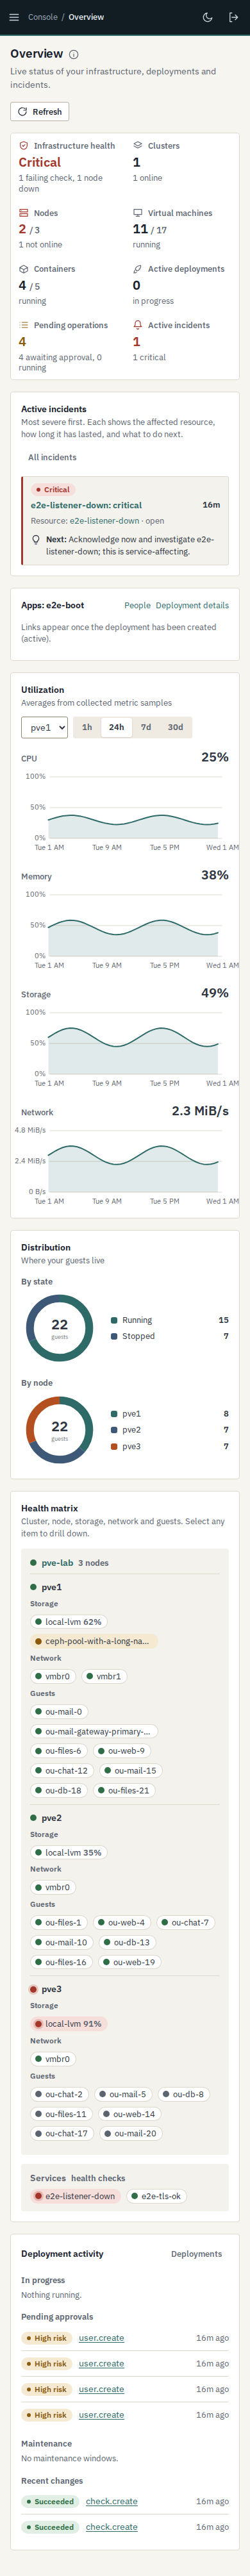 Console / Overview
Overview
Live status of your infrastructure, deployments and
incidents.
Refresh
Infrastructure health
Critical
1 failing check, 1 node
down
Clusters
1
1 online
Nodes
2 / 3
1 not online
Virtual machines
11 / 17
running
Containers
4 / 5
running
Active deployments
0
in progress
Pending operations
4
4 awaiting approval, 0
running
Active incidents
1
1 critical
Active incidents
Most severe first. Each shows the affected resource,
how long it has lasted, and what to do next.
All incidents
Critical
e2e-listener-down: critical 16m
Resource: e2e-listener-down · open
Next: Acknowledge now and investigate e2e-
listener-down; this is service-affecting.
Apps: e2e-boot People Deployment details
Links appear once the deployment has been created
(active).
Utilization
Averages from collected metric samples
pve1 1h 24h 7d 30d
CPU 25%
100%
50%
0%
Tue 1 AM Tue 9 AM Tue 5 PM Wed 1 AM
Memory 38%
100%
50%
0%
Tue 1 AM Tue 9 AM Tue 5 PM Wed 1 AM
Storage 49%
100%
50%
0%
Tue 1 AM Tue 9 AM Tue 5 PM Wed 1 AM
Network 2.3 MiB/s
4.8 MiB/s
2.4 MiB/s
0 B/s
Tue 1 AM Tue 9 AM Tue 5 PM Wed 1 AM
Distribution
Where your guests live
By state
22
guests
Running 15
Stopped 7
By node
22
guests
pve1 8
pve2 7
pve3 7
Health matrix
Cluster, node, storage, network and guests. Select any
item to drill down.
pve-lab 3 nodes
pve1
Storage
local-lvm 62%
ceph-pool-with-a-long-na...
Network
vmbr0 vmbr1
Guests
ou-mail-0
ou-mail-gateway-primary-...
ou-files-6 ou-web-9
ou-chat-12 ou-mail-15
ou-db-18 ou-files-21
pve2
Storage
local-lvm 35%
Network
vmbr0
Guests
ou-files-1 ou-web-4 ou-chat-7
ou-mail-10 ou-db-13
ou-files-16 ou-web-19
pve3
Storage
local-lvm 91%
Network
vmbr0
Guests
ou-chat-2 ou-mail-5 ou-db-8
ou-files-11 ou-web-14
ou-chat-17 ou-mail-20
Services health checks
e2e-listener-down e2e-tls-ok
Deployment activity Deployments
In progress
Nothing running.
Pending approvals
High risk user.create 16m ago
High risk user.create 16m ago
High risk user.create 16m ago
High risk user.create 16m ago
Maintenance
No maintenance windows.
Recent changes
Succeeded check.create 16m ago
Succeeded check.create 16m ago